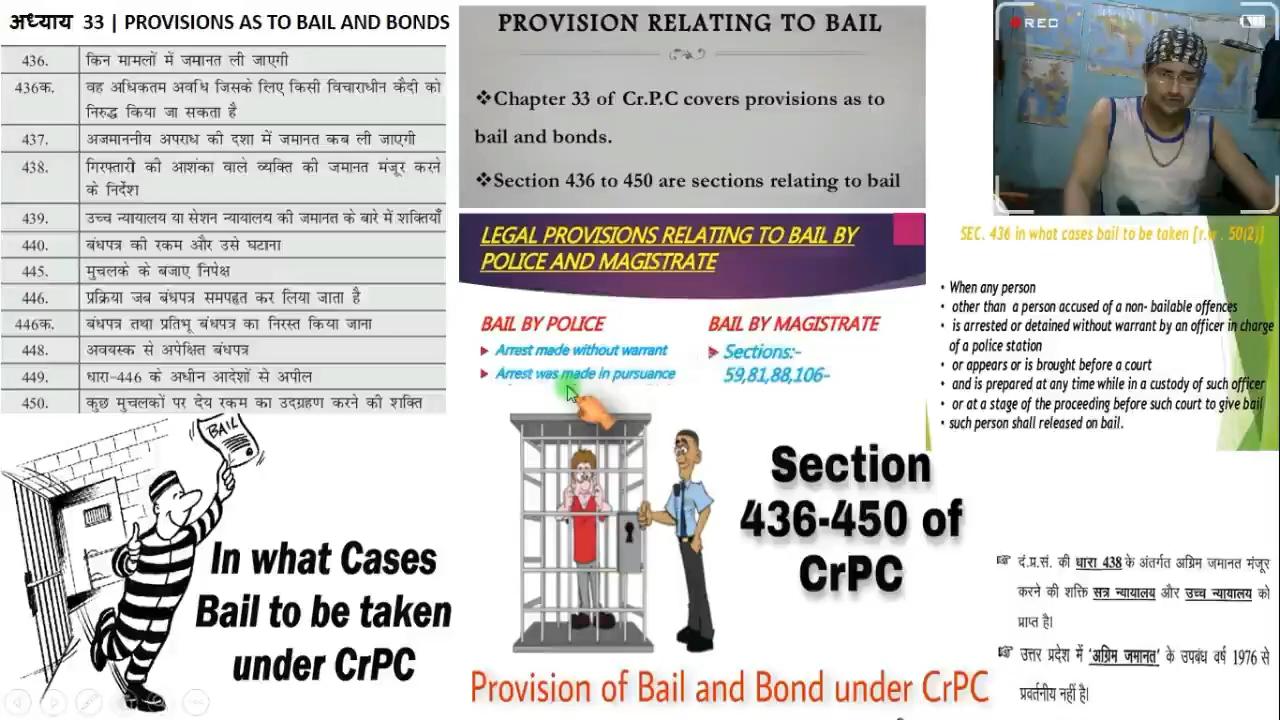 अध्याय 33 | PROVISIONS AS TO BAIL AND BONDS
436. किन मामलों में जमानत ली जाएगी
436क. वह अधिकतम अवधि जिसके लिए किसी विचाराधीन कैदी को
निरुद्ध किया जा सकता है
437. अजमाननीय अपराध की दशा में जमानत कब ली जाएगी
438. गिरफ्तारी की आशंका वाले व्यक्ति की जमानत मंजूर करने
के निर्देश
439. उच्च न्यायालय या सेशन न्यायालय की जमानत के बारे में शक्तियाँ
440. बंधपत्र की रकम और उसे घटाना
445. मुचलके के बजाए निपेक्ष
446. प्रक्रिया जब बंधपत्र समपहृत कर लिया जाता है
446क. बंधपत्र तथा प्रतिभू बंधपत्र का निरस्त किया जाना
448. अवयस्क से अपेक्षित बंधपत्र
449. धारा-446 के अधीन आदेशों से अपील
450. कुछ मुचलकों पर देय रकम का उदग्रहण करने की शक्ति
BAIL
In what Cases
Bail to be taken
under CrPC
PROVISION RELATING TO BAIL
❖Chapter 33 of Cr.P.C covers provisions as to
bail and bonds.
❖Section 436 to 450 are sections relating to bail
LEGAL PROVISIONS RELATING TO BAIL BY
POLICE AND MAGISTRATE
BAIL BY POLICE
Arrest made without warrant
Arrest was made in pursuance
BAIL BY MAGISTRATE
Sections:-
59,81,88,106-
Section
436-450 of
CrPC
Provision of Bail and Bond under CrPC
REC
SEC. 436 in what cases bail to be taken [r.w. 50(2)]
• When any person
• other than a person accused of a non- bailable offences
• is arrested or detained without warrant by an officer in charge
of a police station
• or appears or is brought before a court
• and is prepared at any time while in a custody of such officer
• or at a stage of the proceeding before such court to give bail
• such person shall released on bail.
☞ दं.प्र.सं. की धारा 438 के अंतर्गत अग्रिम जमानत मंजूर
करने की शक्ति सत्र न्यायालय और उच्च न्यायालय को
प्राप्त है।
☞ उत्तर प्रदेश में 'अग्रिम जमानत' के उपबंध वर्ष 1976 से
प्रवर्तनीय नहीं है।